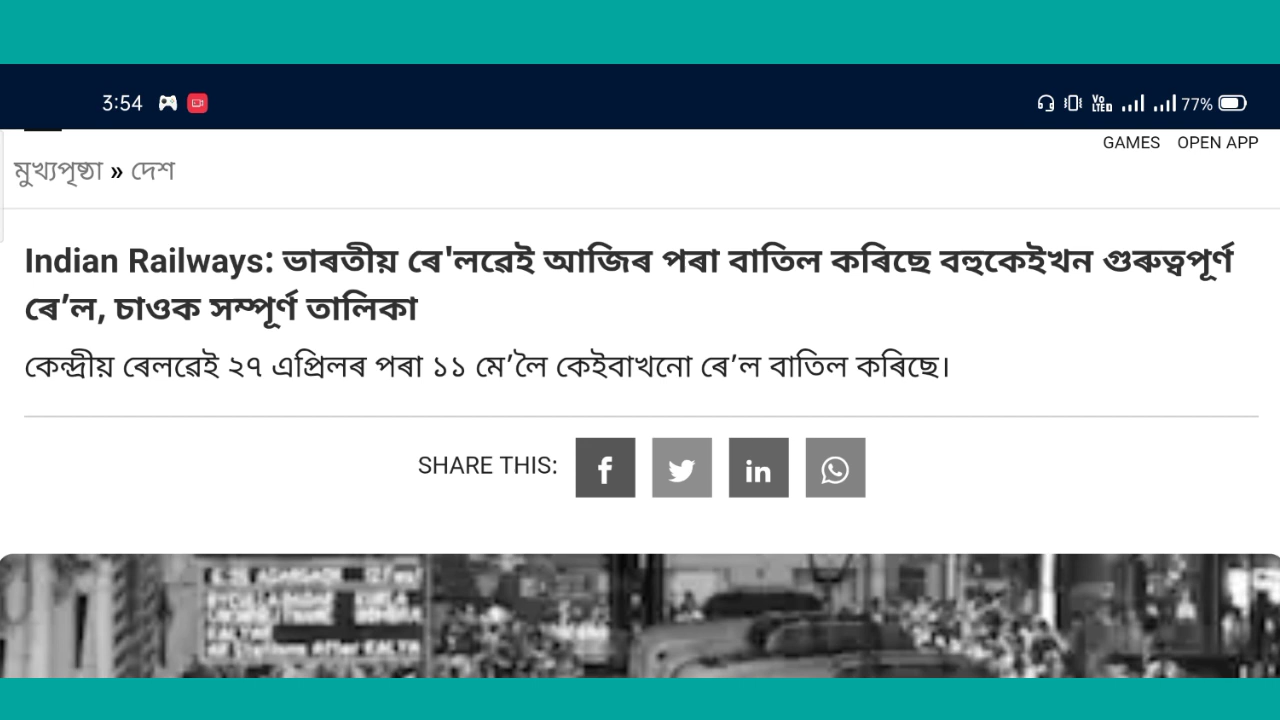 3:54 VoLTE 77%
GAMES OPEN APP
মুখ্যপৃষ্ঠা » দেশ
Indian Railways: ভাৰতীয় ৰে'লৱেই আজিৰ পৰা বাতিল কৰিছে বহুকেইখন গুৰুত্বপূৰ্ণ
ৰে’ল, চাওক সম্পূৰ্ণ তালিকা
কেন্দ্ৰীয় ৰেলৱেই ২৭ এপ্ৰিলৰ পৰা ১১ মে’লৈ কেইবাখনো ৰে’ল বাতিল কৰিছে।
SHARE THIS: